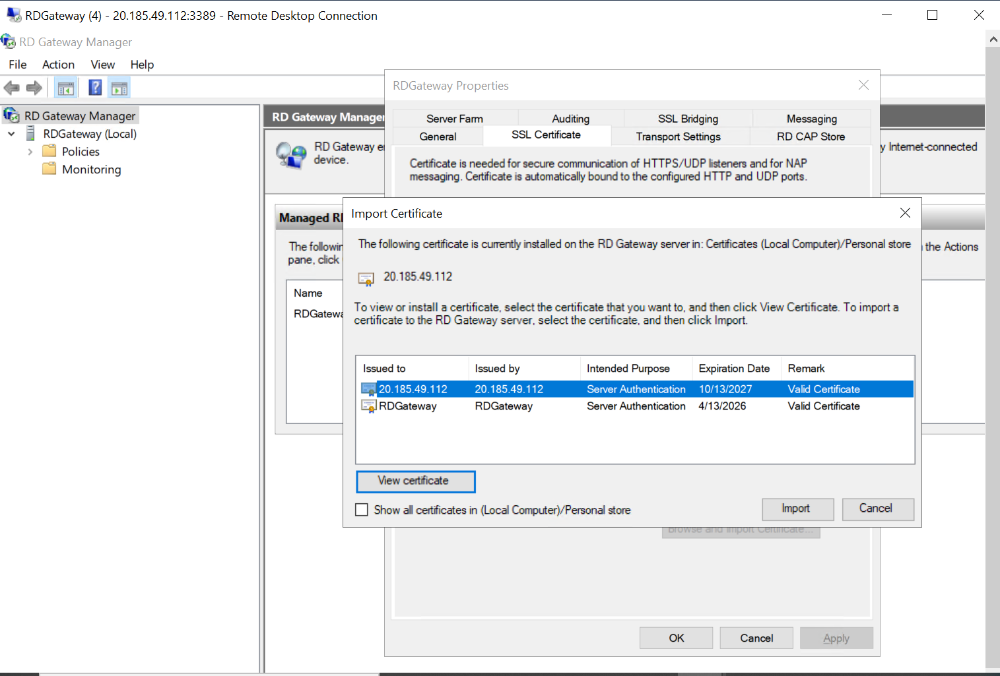 RDGateway (4) - 20.185.49.112:3389 - Remote Desktop Connection
RD Gateway Manager
File Action View Help
RD Gateway Manager
RDGateway (Local)
Policies
Monitoring
RD Gateway Manager
RD Gateway
device.
y Internet-connected
Managed
The
pane, click
the Actions
Name
RDGateway Properties
Server Farm Auditing SSL Bridging Messaging
General SSL Certificate Transport Settings RD CAP Store
Certificate is needed for secure communication of HTTPS/UDP listeners and for NAP
messaging. Certificate is automatically bound to the configured HTTP and UDP ports.
Import Certificate
The following certificate is currently installed on the RD Gateway server in: Certificates (Local Computer)/Personal store
20.185.49.112
To view or install a certificate, select the certificate that you want to, and then click View Certificate. To import a
certificate to the RD Gateway server, select the certificate, and then click Import.
Issued to Issued by Intended Purpose Expiration Date Remark
20.185.49.112 20.185.49.112 Server Authentication 10/13/2027 Valid Certificate
RDGateway RDGateway Server Authentication 4/13/2026 Valid Certificate
View certificate
Show all certificates in (Local Computer)/Personal store
Import Cancel
Browse and Import Certificate...
OK Cancel Apply